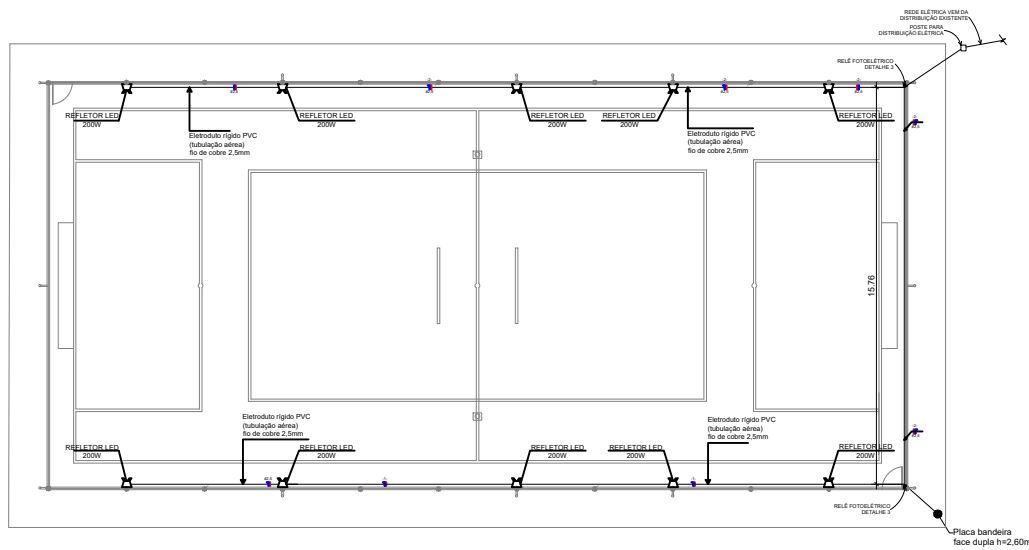 REDE ELÉTRICA VEM DA
DISTRIBUIÇÃO EXISTENTE
POSTE PARA
DISTRIBUIÇÃO ELÉTRICA
RELÊ FOTOELÉTRICO
DETALHE 3
REFLETOR LED
200W
REFLETOR LED
200W
REFLETOR LED
200W
REFLETOR LED
200W
REFLETOR LED
200W
Eletroduto rígido PVC
(tubulação aérea)
fio de cobre 2,5mm
Eletroduto rígido PVC
(tubulação aérea)
fio de cobre 2,5mm
15.76
Eletroduto rígido PVC
(tubulação aérea)
fio de cobre 2,5mm
Eletroduto rígido PVC
(tubulação aérea)
fio de cobre 2,5mm
REFLETOR LED
200W
REFLETOR LED
200W
REFLETOR LED
200W
REFLETOR LED
200W
REFLETOR LED
200W
RELÊ FOTOELÉTRICO
DETALHE 3
Placa bandeira
face dupla h=2,60m